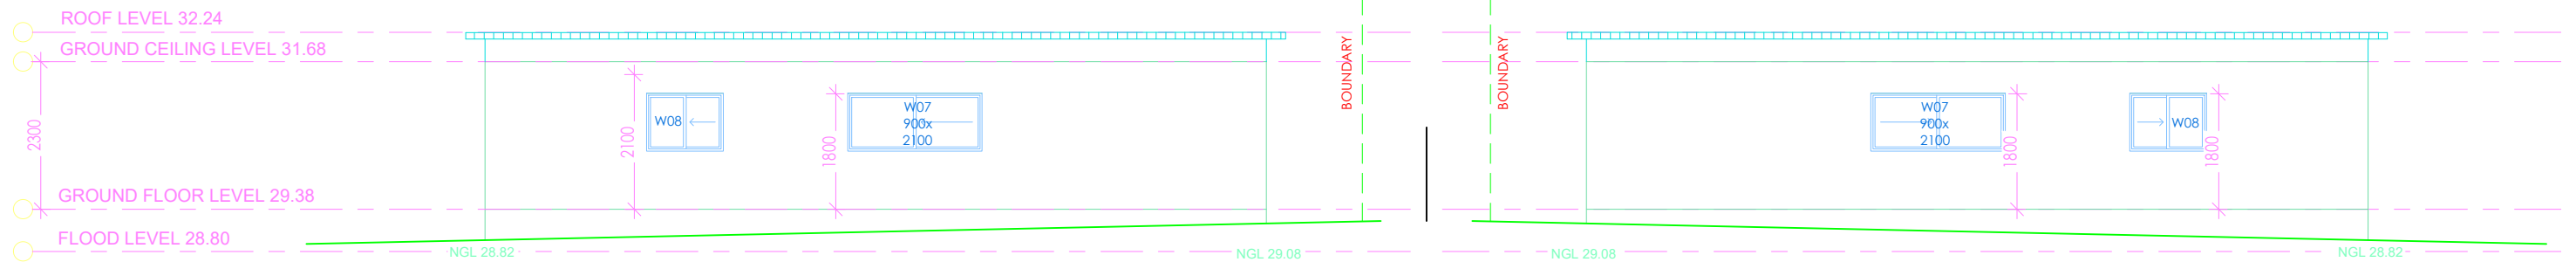 ROOF LEVEL 32.24
GROUND CEILING LEVEL 31.68
2300
GROUND FLOOR LEVEL 29.38
FLOOD LEVEL 28.80
2100
W08
1800
W07
900x
2100
BOUNDARY
NGL 28.82
NGL 29.08
BOUNDARY
W07
900x
2100
1800
W08
1800
NGL 29.08
NGL 28.82